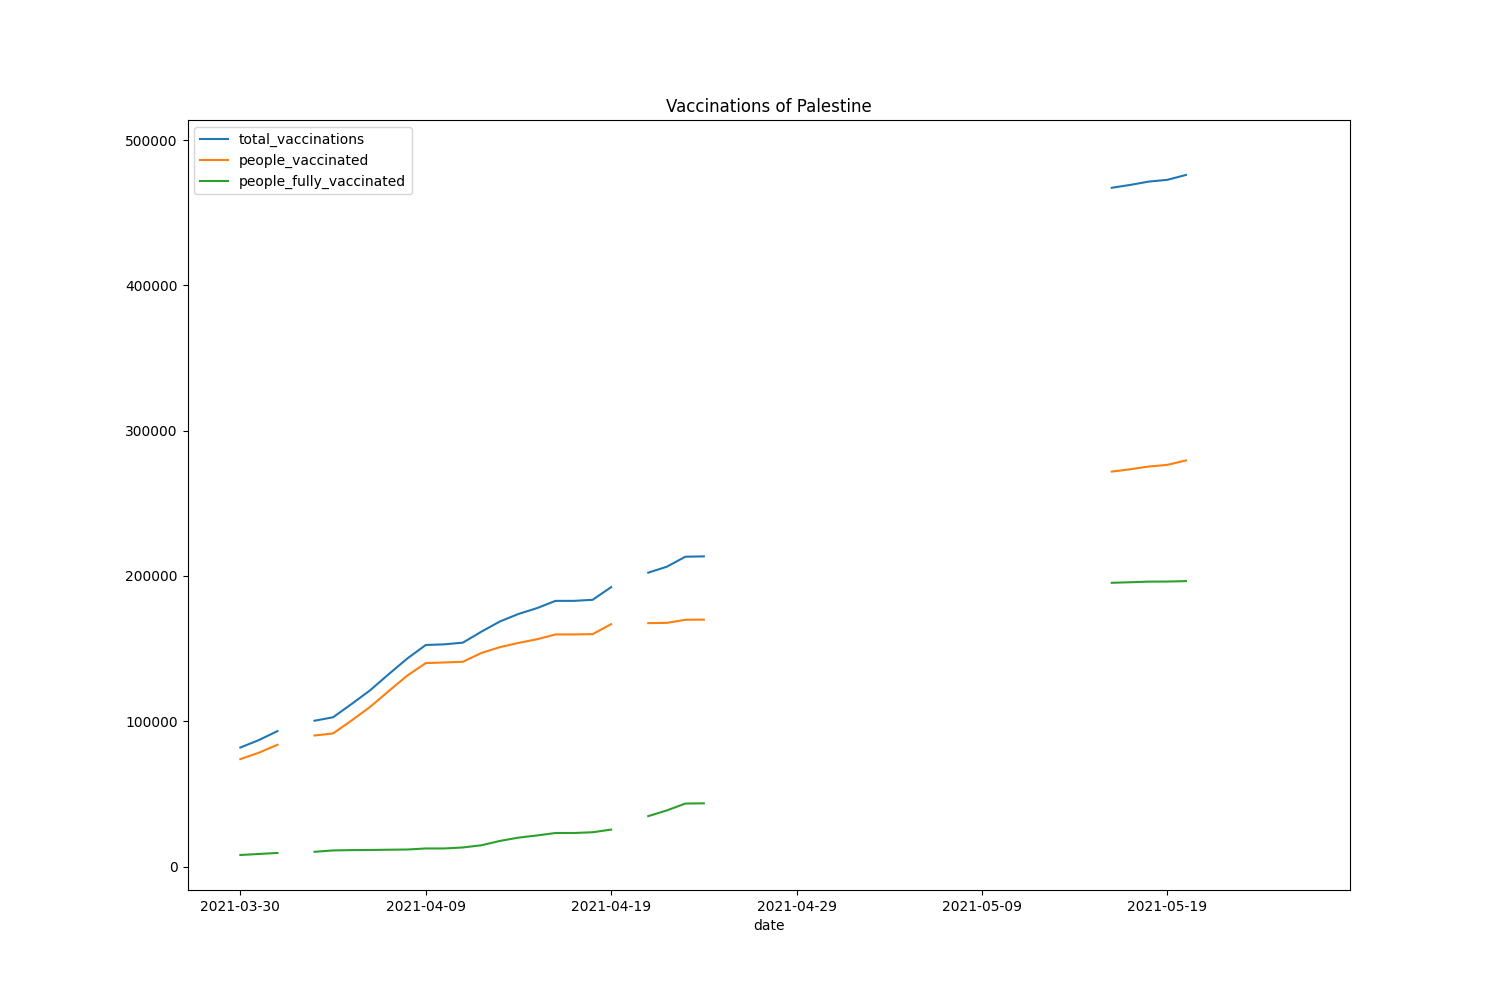 Vaccinations of Palestine
total_vaccinations
people_vaccinated
people_fully_vaccinated
500000
400000
300000
200000
100000
0
2021-03-30 2021-04-09 2021-04-19 2021-04-29 2021-05-09 2021-05-19
date